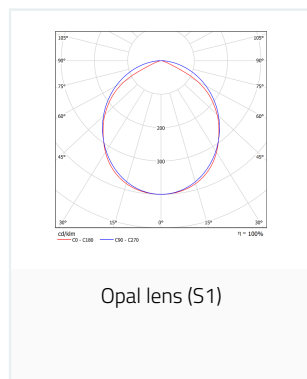 105° 105°
90° 90°
75° 75°
60° 60°
200
45° 45°
300
30° 15° 0° 15° 30°
cd/klm η = 100%
C0 - C180 C90 - C270
Opal lens (S1)